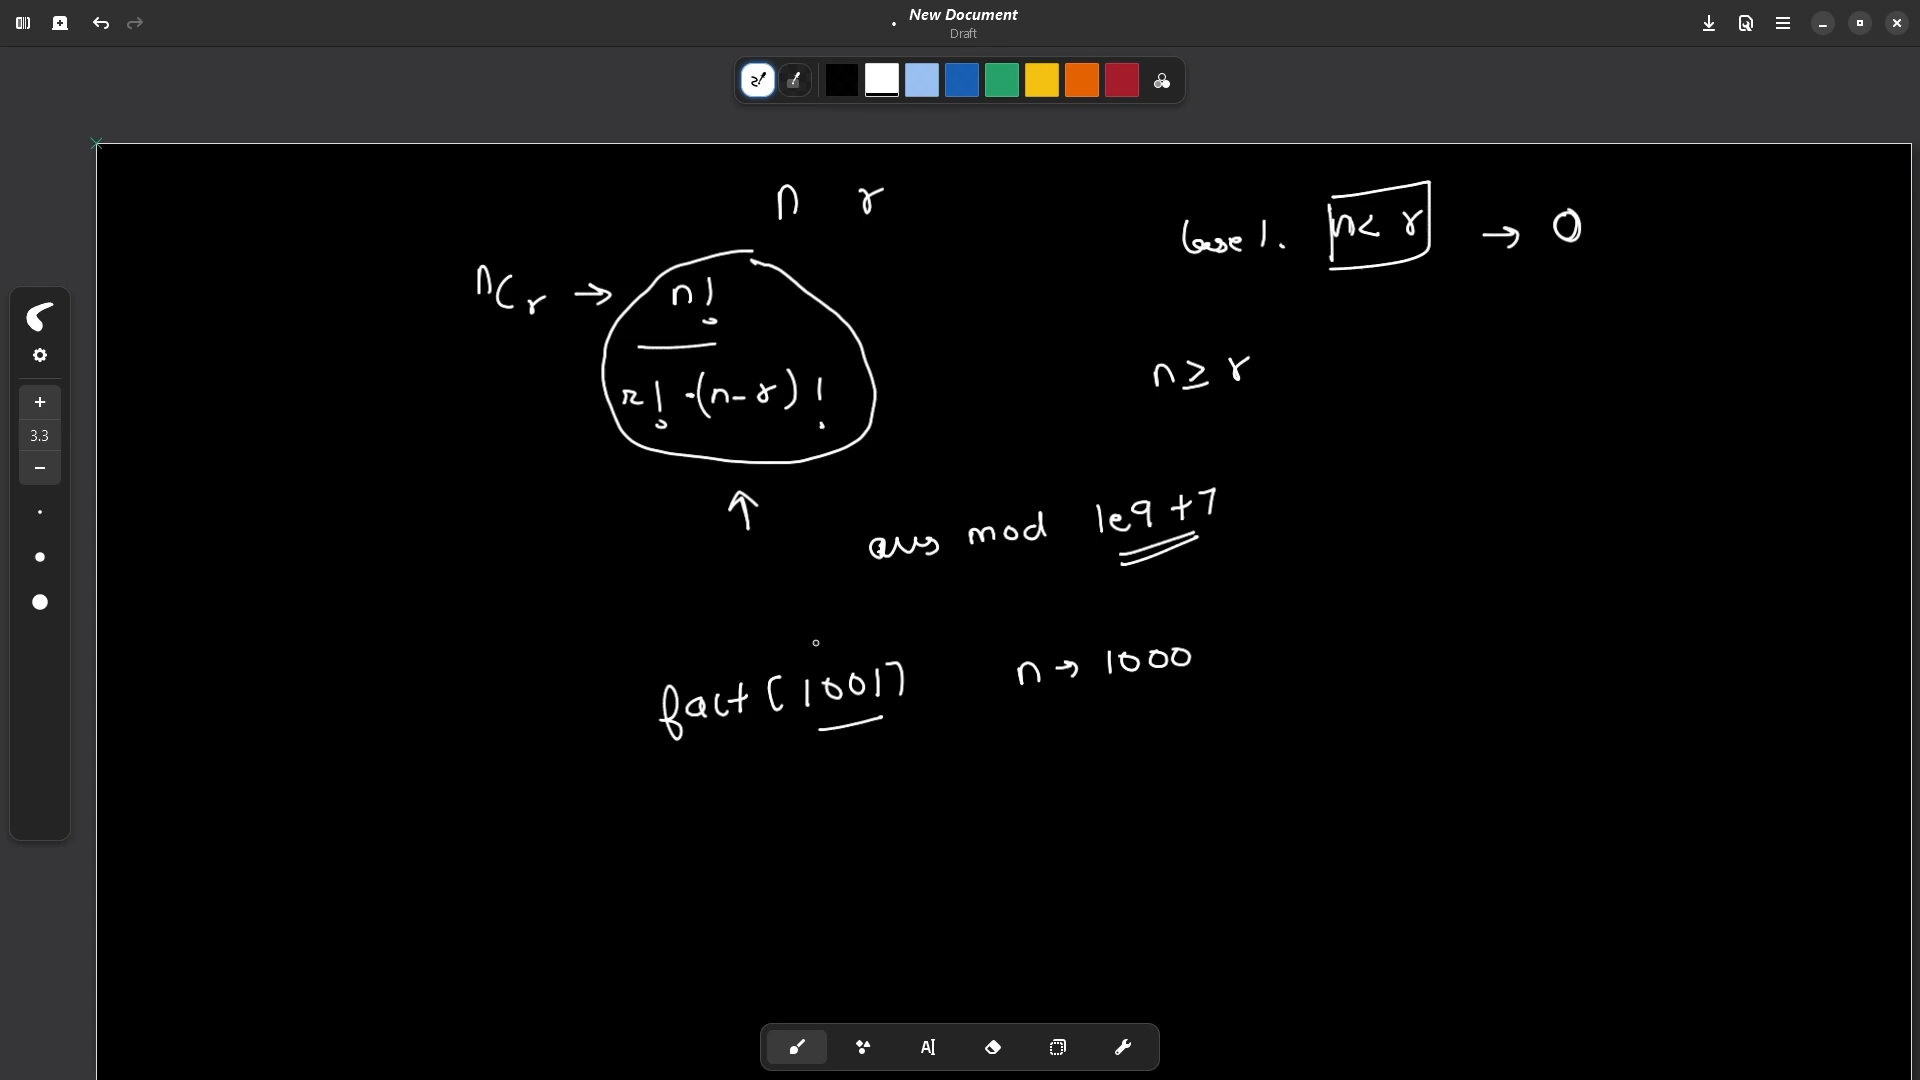 New Document
Draft
n r
Case 1. n < r → 0
nCr → n!
r! · (n - r)!
n ≥ r
↑
ans mod 1e9 + 7
fact [1001]
n → 1000
3.3